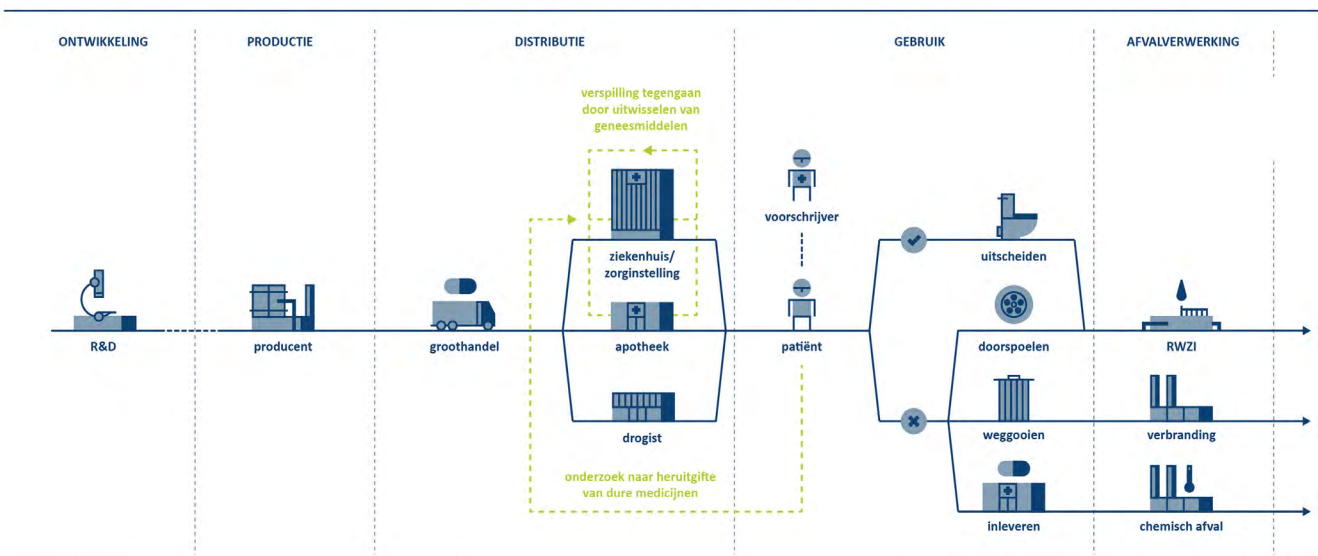 ONTWIKKELING
PRODUCTIE
DISTRIBUTIE
GEBRUIK
AFVALVERWERKING
verspilling tegengaan
door uitwisselen van
geneesmiddelen
voorschrijver
ziekenhuis/
zorginstelling
uitscheiden
R&D
producent
groothandel
apotheek
patiënt
doorspoelen
RWZI
drogist
weggooien
verbranding
onderzoek naar heruitgifte
van dure medicijnen
inleveren
chemisch afval